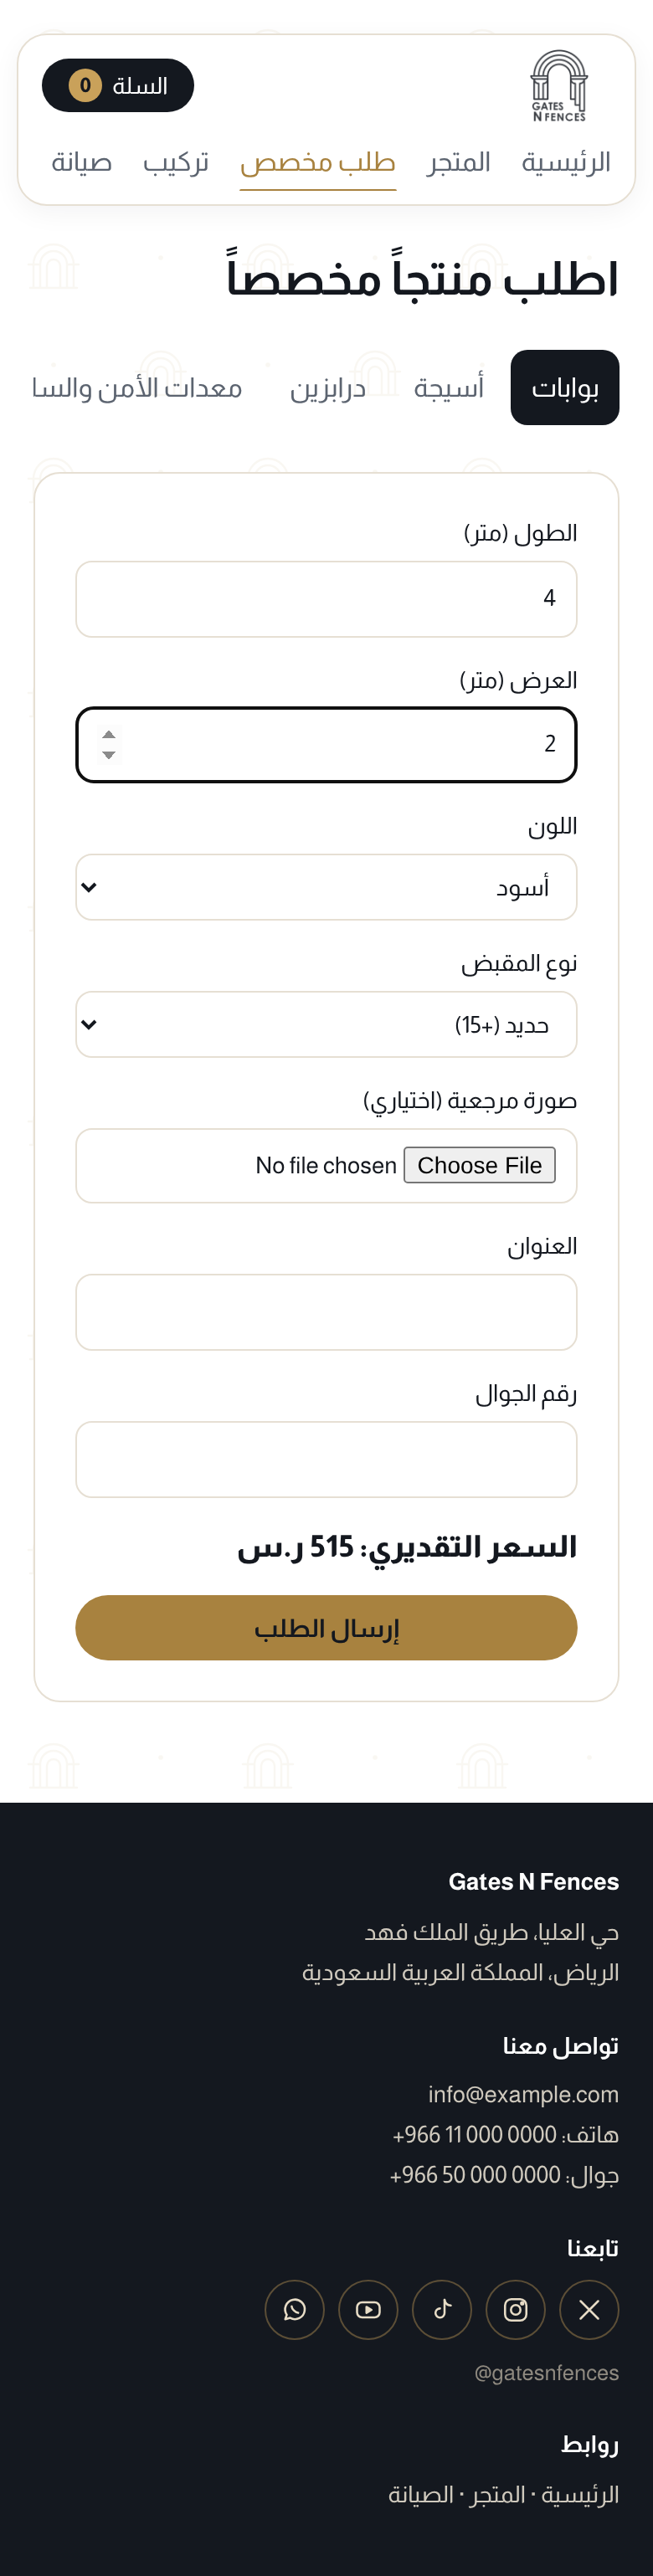 GATES
N FENCES
السلة 0
الرئيسية
المتجر
طلب مخصص
تركيب
صيانة
اطلب منتجاً مخصصاً
بوابات
أسيجة
درابزين
معدات الأمن والسا
الطول (متر)
4
العرض (متر)
2
اللون
أسود
نوع المقبض
حديد (+15)
صورة مرجعية (اختياري)
Choose File No file chosen
العنوان
رقم الجوال
السعر التقديري: 515 ر.س
إرسال الطلب
Gates N Fences
حي العليا، طريق الملك فهد
الرياض، المملكة العربية السعودية
تواصل معنا
info@example.com
هاتف: 0000 000 11 966+
جوال: 0000 000 50 966+
تابعنا
@gatesnfences
روابط
الرئيسية · المتجر · الصيانة